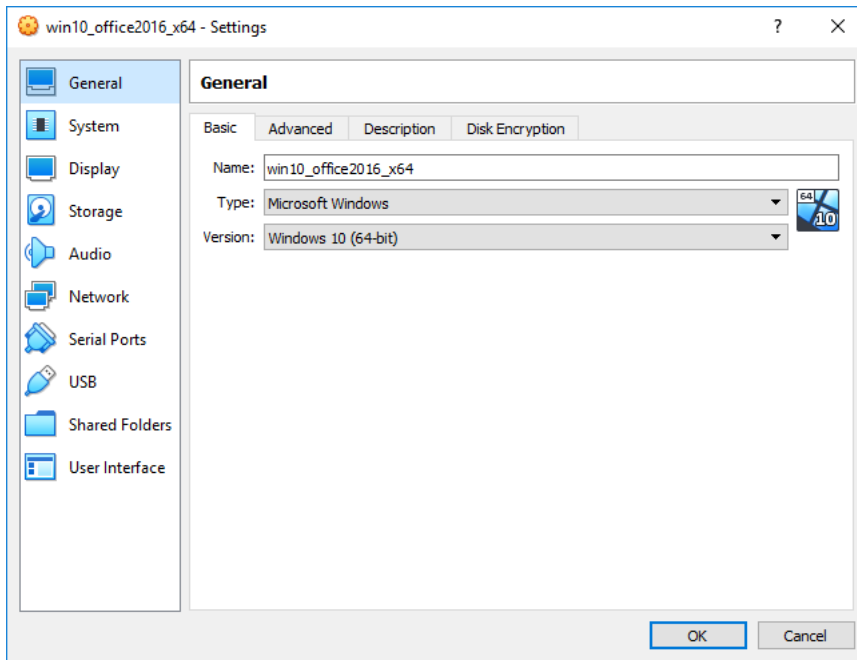 win10_office2016_x64 - Settings
?
General
System
Display
Storage
Audio
Network
Serial Ports
USB
Shared Folders
User Interface
General
Basic
Advanced
Description
Disk Encryption
Name: win10_office2016_x64
Type: Microsoft Windows
64
10
Version: Windows 10 (64-bit)
OK
Cancel